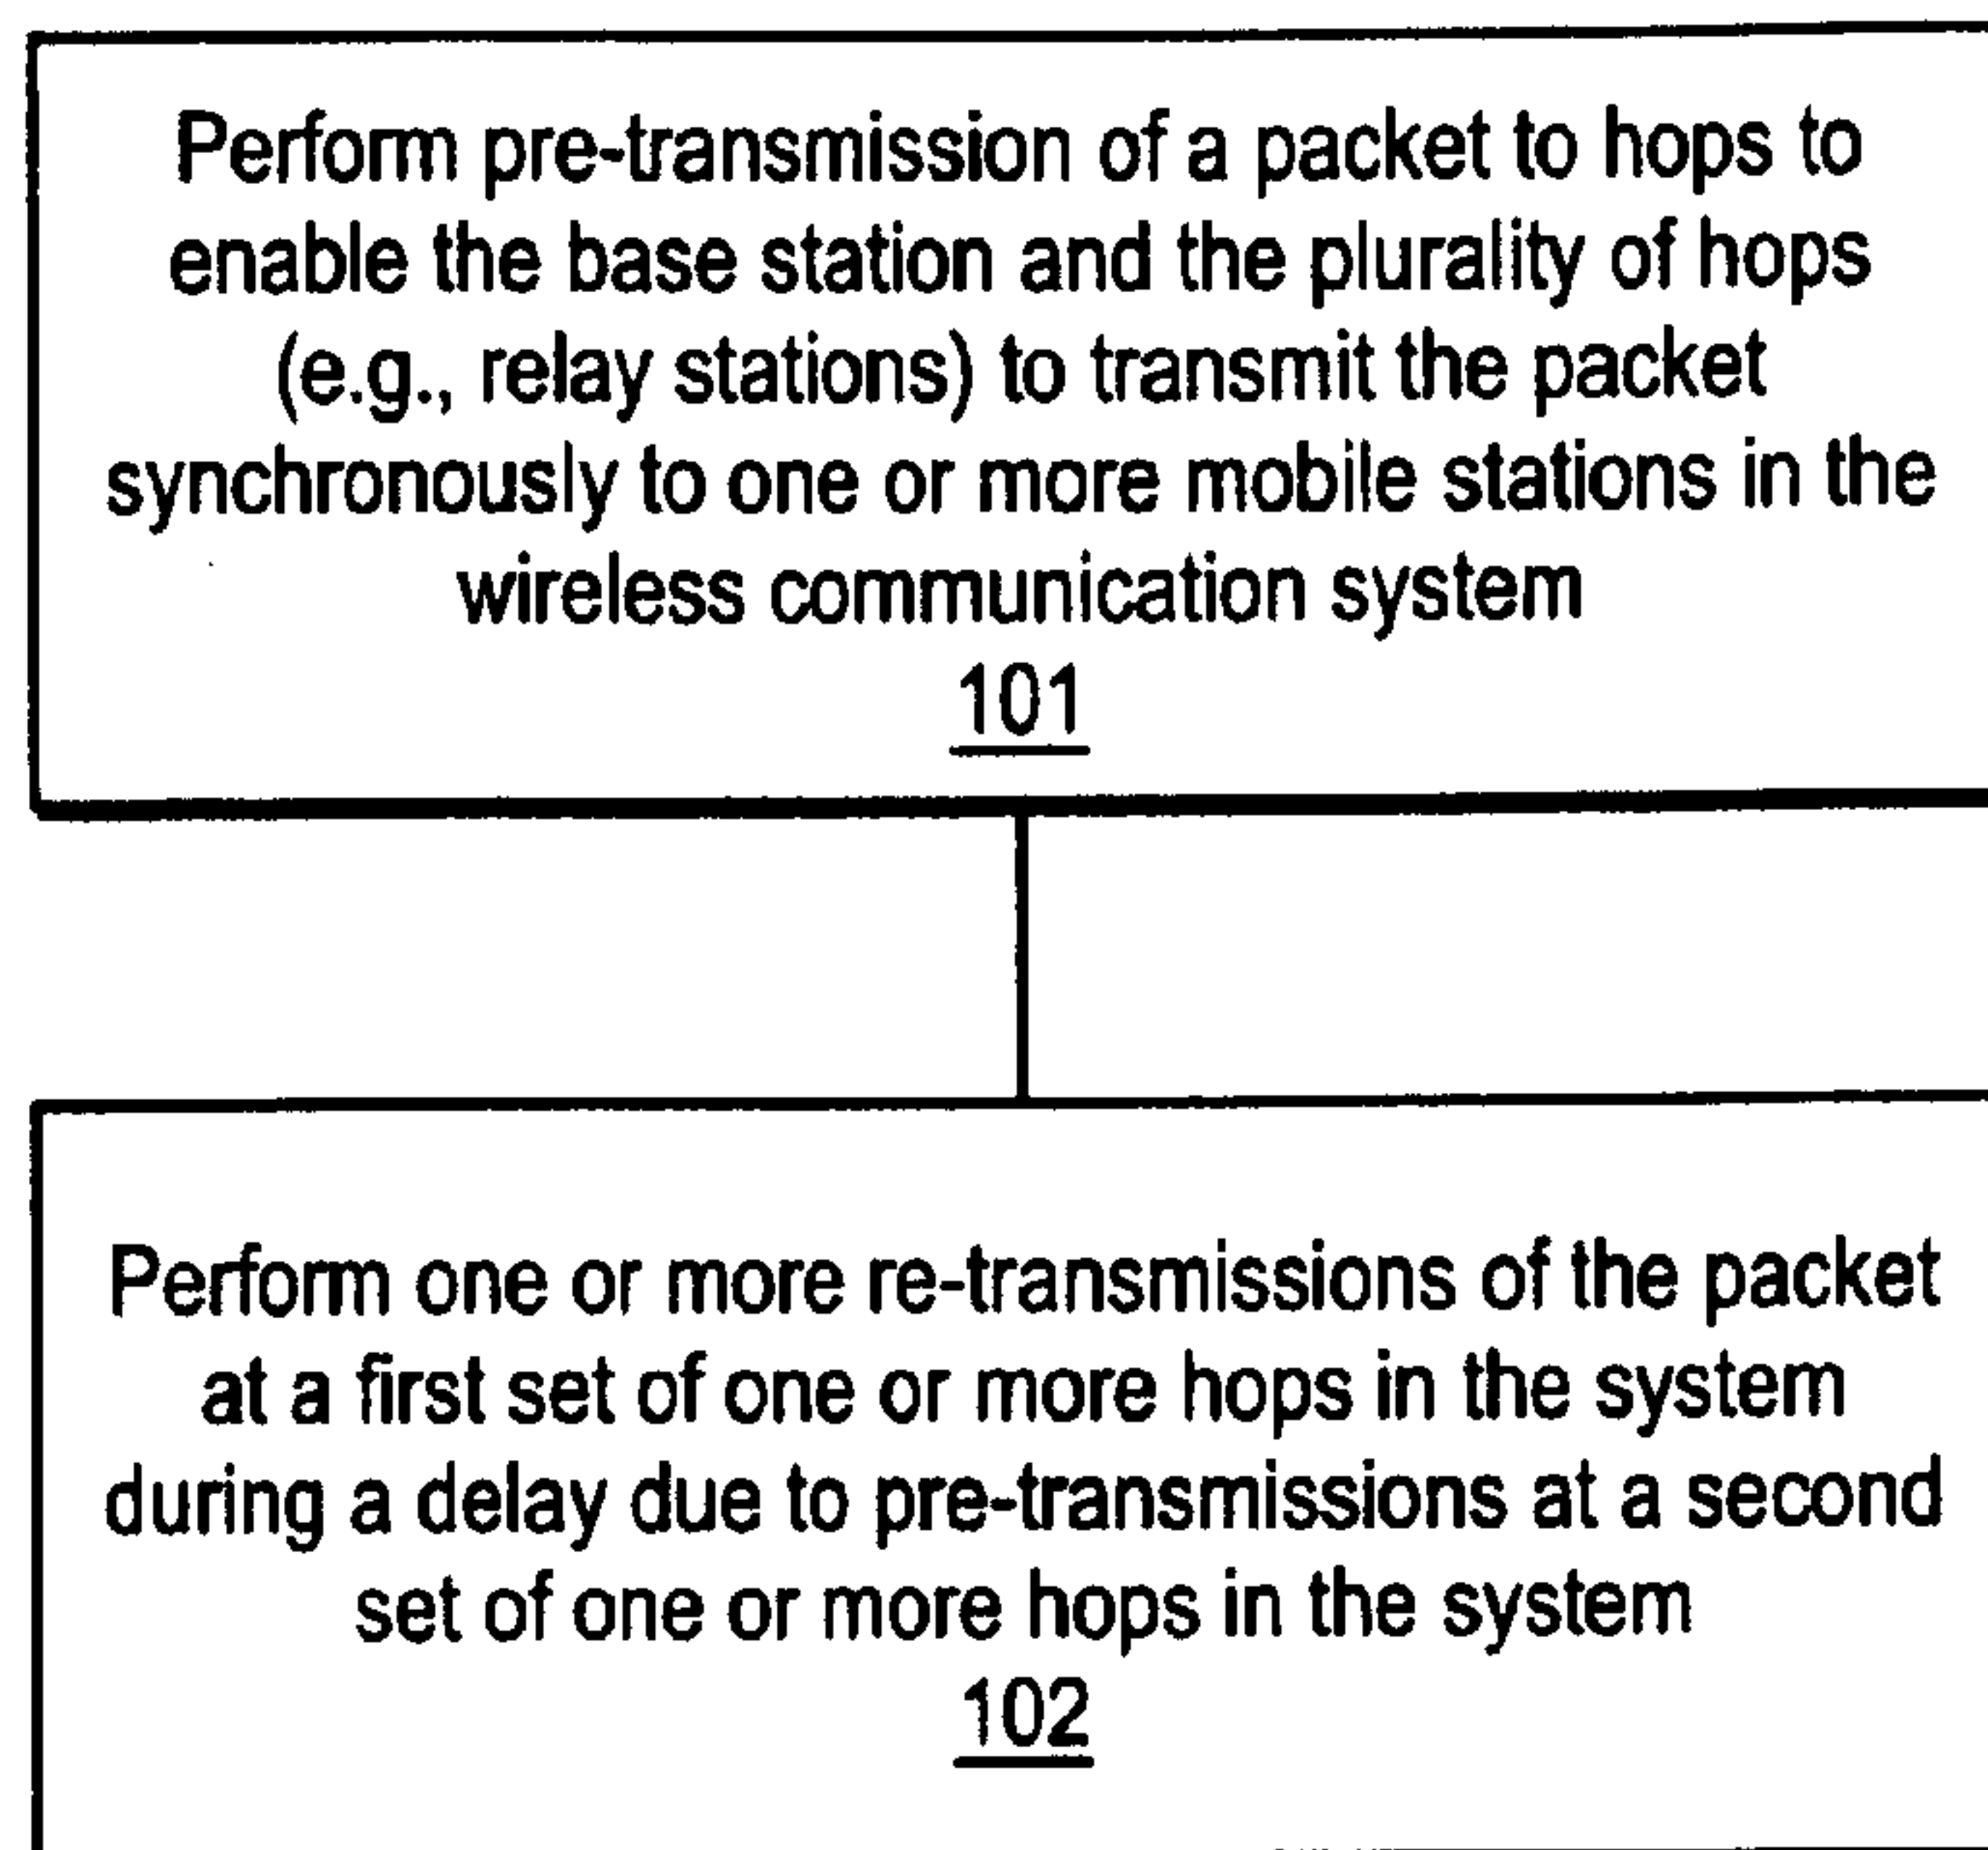 Perform pre-transmission of a packet to hops to
enable the base station and the plurality of hops
(e.g., relay stations) to transmit the packet
synchronously to one or more mobile stations in the
wireless communication system
101
Perform one or more re-transmissions of the packet
at a first set of one or more hops in the system
during a delay due to pre-transmissions at a second
set of one or more hops in the system
102